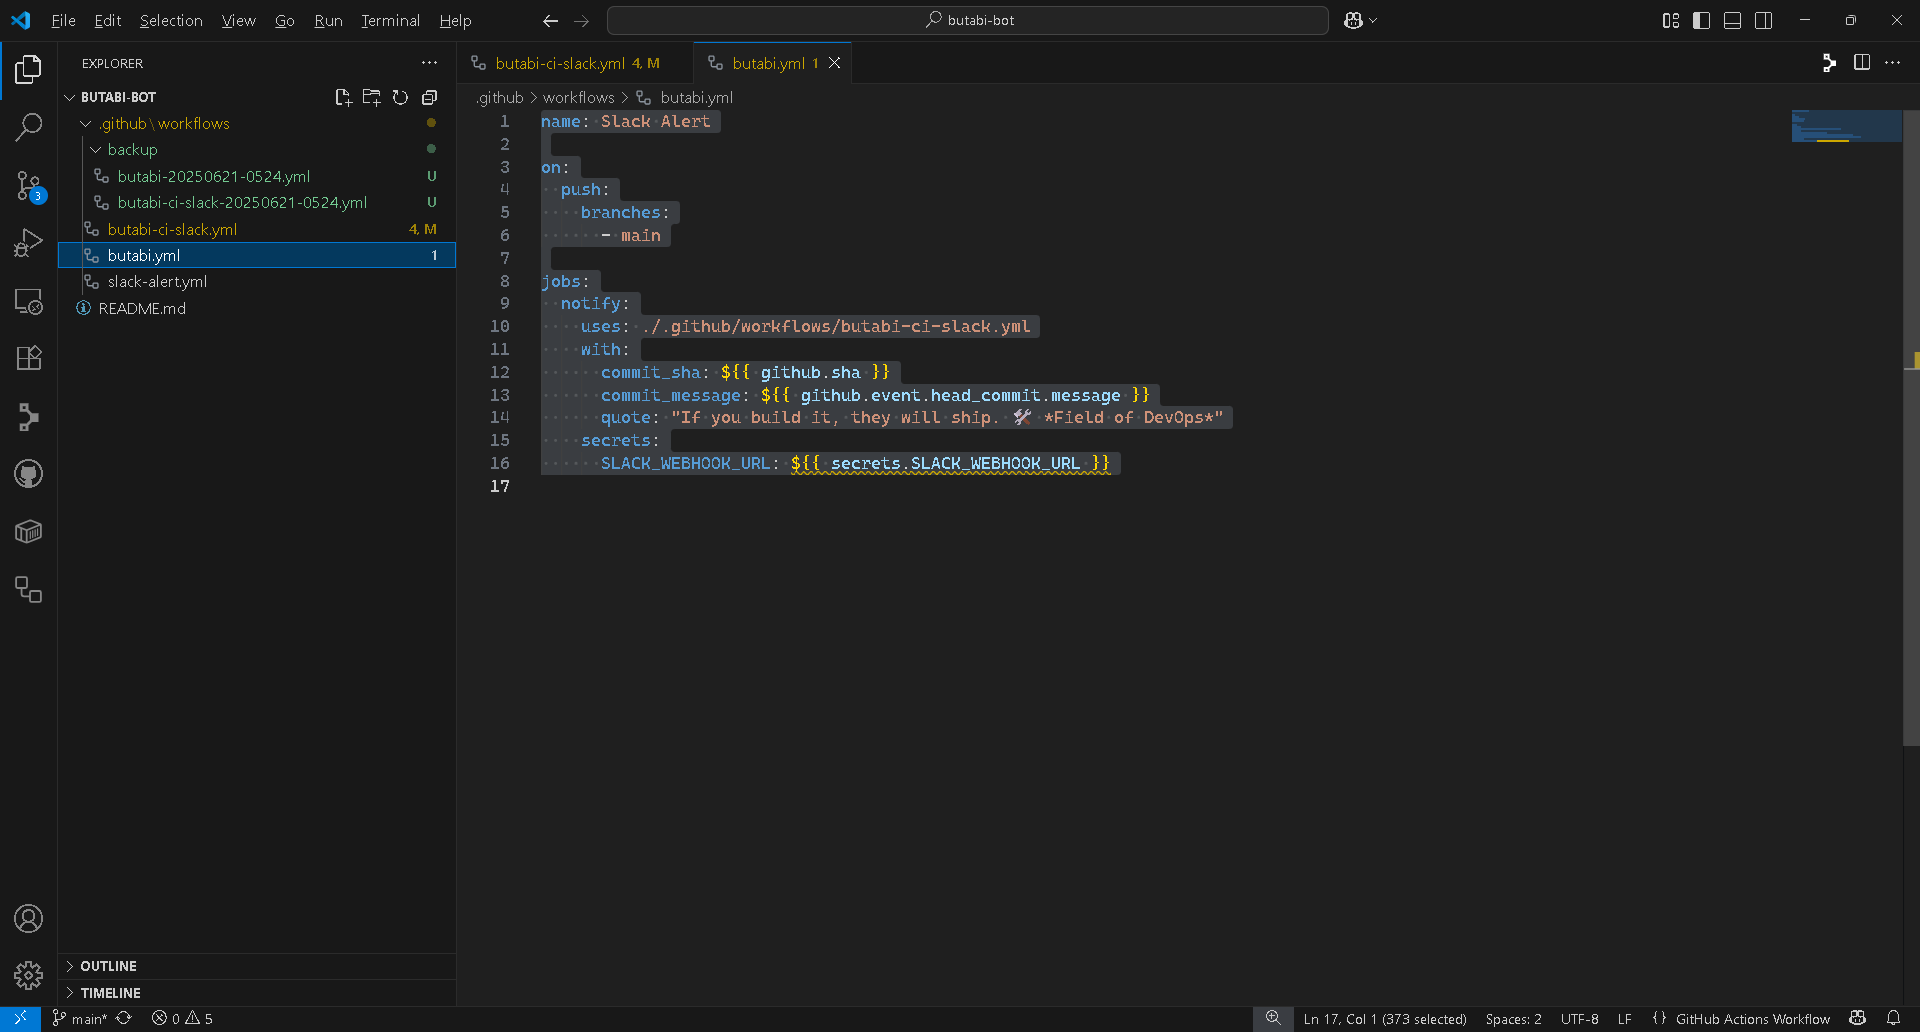 File Edit Selection View Go Run Terminal Help
butabi-bot
EXPLORER
BUTABI-BOT
.github\workflows
backup
butabi-20250621-0524.yml U
butabi-ci-slack-20250621-0524.yml U
butabi-ci-slack.yml 4, M
butabi.yml 1
slack-alert.yml
README.md
3
OUTLINE
TIMELINE
butabi-ci-slack.yml 4, M
butabi.yml 1
.github > workflows > butabi.yml
1 name: Slack Alert
2
3 on:
4 push:
5 branches:
6 - main
7
8 jobs:
9 notify:
10 uses: ./.github/workflows/butabi-ci-slack.yml
11 with:
12 commit_sha: ${{ github.sha }}
13 commit_message: ${{ github.event.head_commit.message }}
14 quote: "If you build it, they will ship. 🛠️ *Field of DevOps*"
15 secrets:
16 SLACK_WEBHOOK_URL: ${{ secrets.SLACK_WEBHOOK_URL }}
17
main* 0 5
Ln 17, Col 1 (373 selected) Spaces: 2 UTF-8 LF {} GitHub Actions Workflow